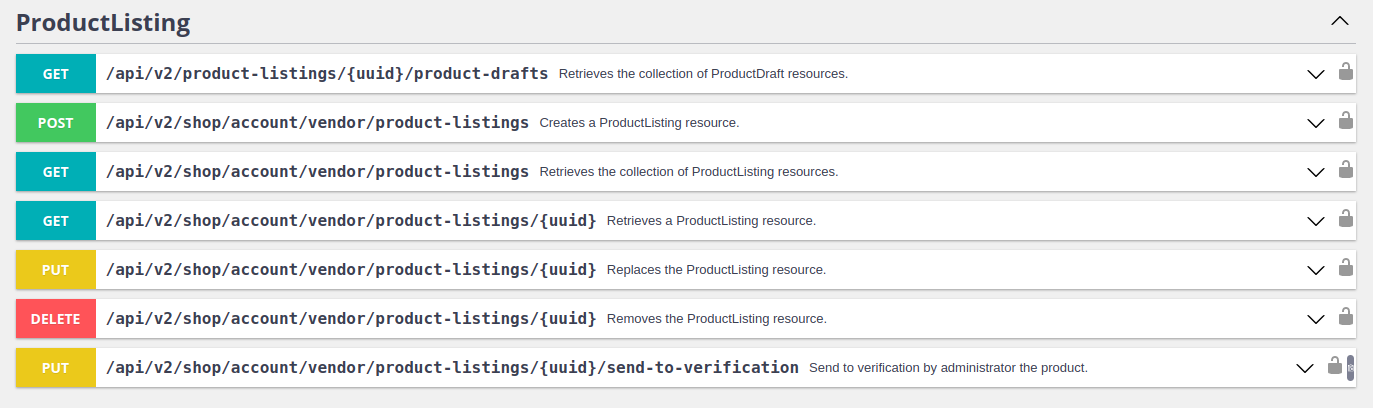 ProductListing
GET /api/v2/product-listings/{uuid}/product-drafts Retrieves the collection of ProductDraft resources.
POST /api/v2/shop/account/vendor/product-listings Creates a ProductListing resource.
GET /api/v2/shop/account/vendor/product-listings Retrieves the collection of ProductListing resources.
GET /api/v2/shop/account/vendor/product-listings/{uuid} Retrieves a ProductListing resource.
PUT /api/v2/shop/account/vendor/product-listings/{uuid} Replaces the ProductListing resource.
DELETE /api/v2/shop/account/vendor/product-listings/{uuid} Removes the ProductListing resource.
PUT /api/v2/shop/account/vendor/product-listings/{uuid}/send-to-verification Send to verification by administrator the product.